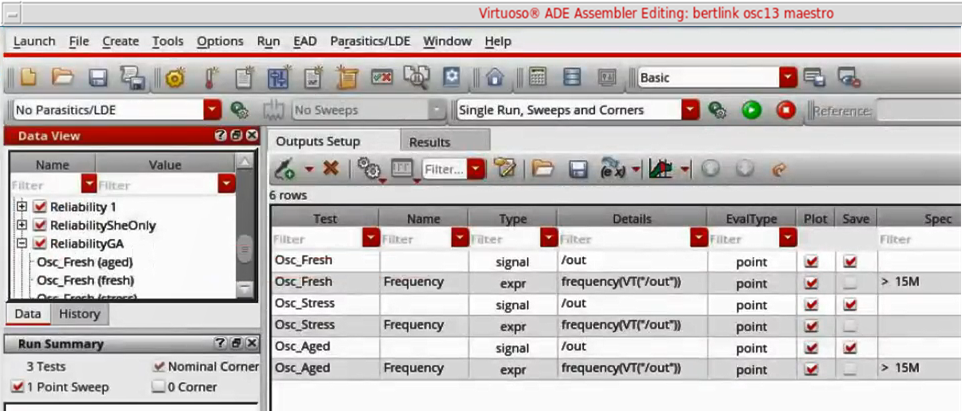 Virtuoso® ADE Assembler Editing: bertlink osc13 maestro
Launch File Create Tools Options Run EAD Parasitics/LDE Window Help
Basic
No Parasitics/LDE No Sweeps Single Run, Sweeps and Corners Reference:
Data View
Name Value
Filter Filter
Reliability 1
ReliabilitySheOnly
ReliabilityGA
Osc_Fresh (aged)
Osc_Fresh (fresh)
Osc_Fresh (stress)
Data History
Run Summary
3 Tests Nominal Corner
1 Point Sweep 0 Corner
Outputs Setup Results
Filter...
(e)x)
6 rows
Test Name Type Details EvalType Plot Save Spec
Filter Filter Filter Filter Filter Filter
Osc_Fresh signal /out point
Osc_Fresh Frequency expr frequency(VT("/out")) point > 15M
Osc_Stress signal /out point
Osc_Stress Frequency expr frequency(VT("/out")) point
Osc_Aged signal /out point
Osc_Aged Frequency expr frequency(VT("/out")) point > 15M